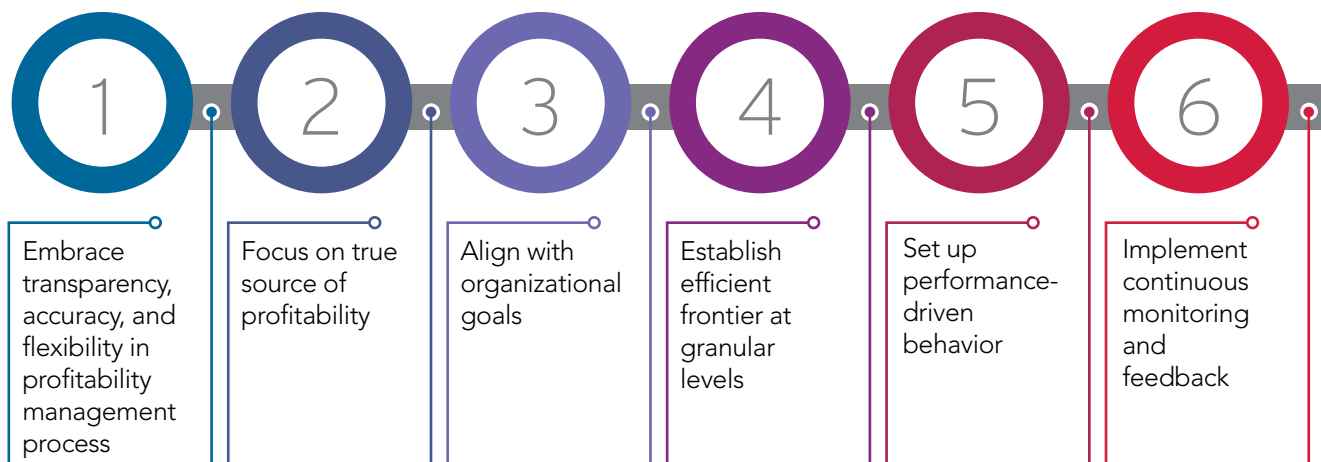 1
2
3
4
5
6
Embrace
transparency,
accuracy, and
flexibility in
profitability
management
process
Focus on true
source of
profitability
Align with
organizational
goals
Establish
efficient
frontier at
granular
levels
Set up
performance-
driven
behavior
Implement
continuous
monitoring
and
feedback